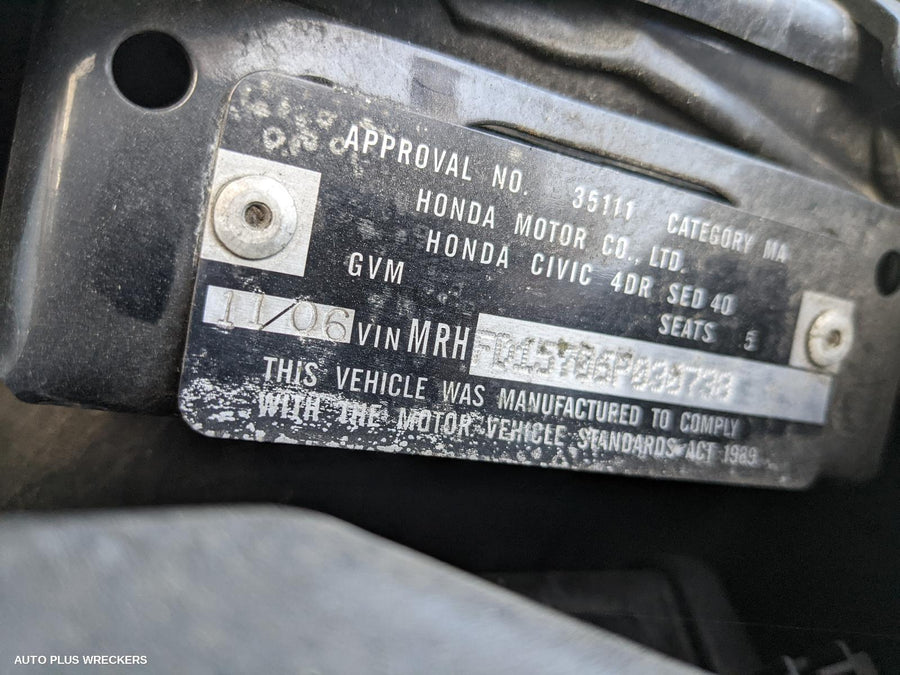 APPROVAL NO. 35111 CATEGORY MA
HONDA MOTOR CO., LTD.
HONDA CIVIC 4DR SED 40
GVM SEATS 5
11/06 VIN MRH
THIS VEHICLE WAS MANUFACTURED TO COMPLY
WITH THE MOTOR VEHICLE STANDARDS ACT 1989
AUTO PLUS WRECKERS